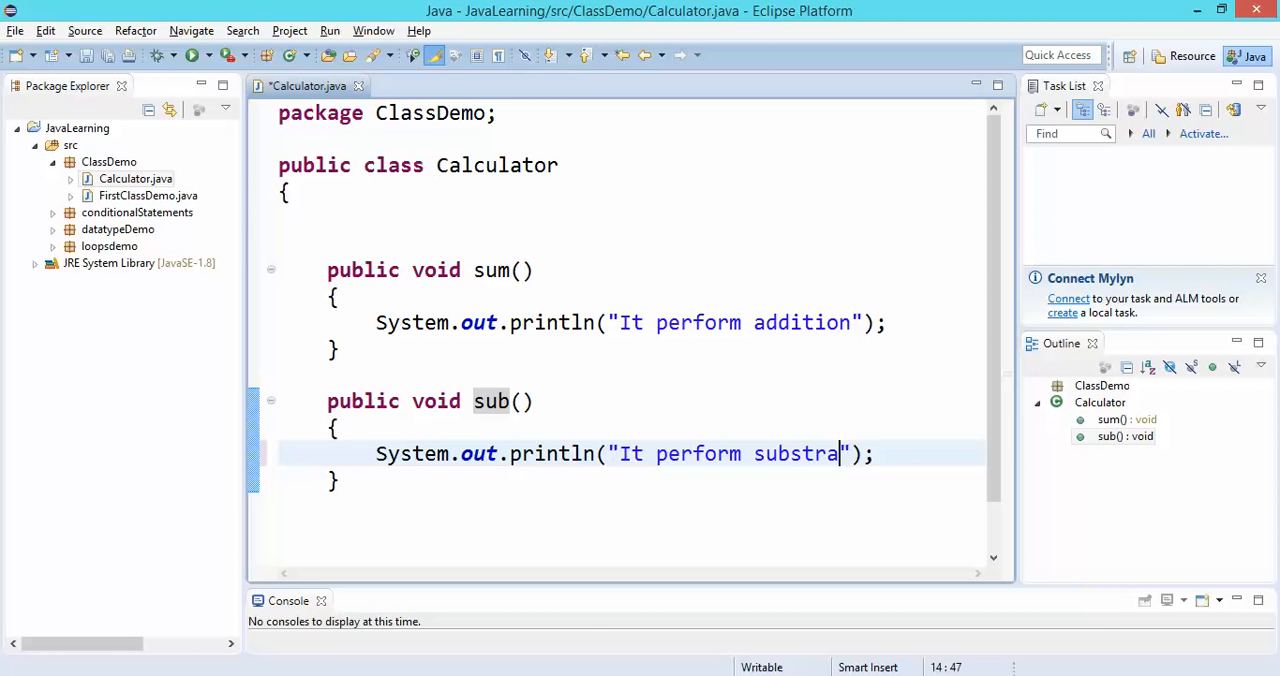 Java - JavaLearning/src/ClassDemo/Calculator.java - Eclipse Platform
File Edit Source Refactor Navigate Search Project Run Window Help
Quick Access Resource Java
Package Explorer
JavaLearning
src
ClassDemo
Calculator.java
FirstClassDemo.java
conditionalStatements
datatypeDemo
loopsdemo
JRE System Library [JavaSE-1.8]
*Calculator.java
package ClassDemo;
public class Calculator
{
public void sum()
{
System.out.println("It perform addition");
}
public void sub()
{
System.out.println("It perform substra");
}
Task List
Find All Activate...
Connect Mylyn
Connect to your task and ALM tools or
create a local task.
Outline
ClassDemo
Calculator
sum() : void
sub() : void
Console
No consoles to display at this time.
Writable Smart Insert 14 : 47